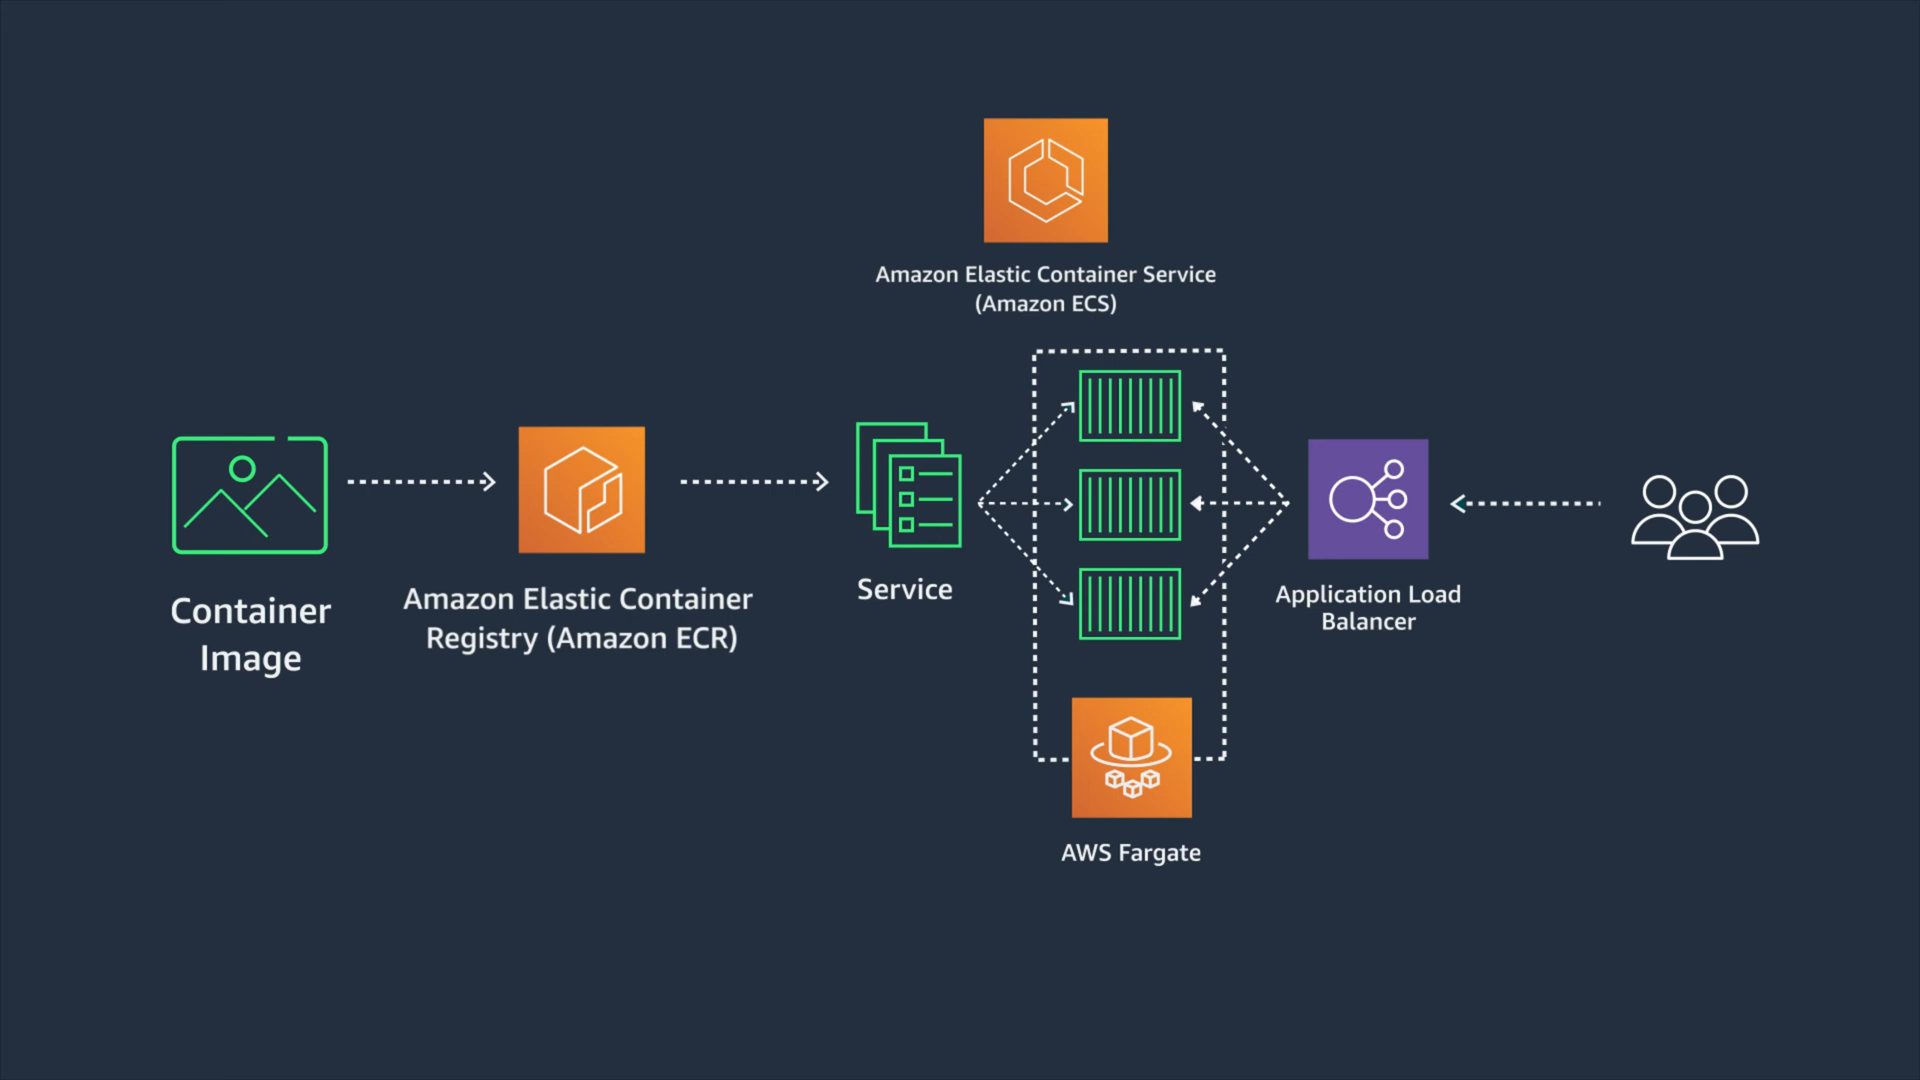 Amazon Elastic Container Service
(Amazon ECS)
Container
Image
Amazon Elastic Container
Registry (Amazon ECR)
Service
Application Load
Balancer
AWS Fargate